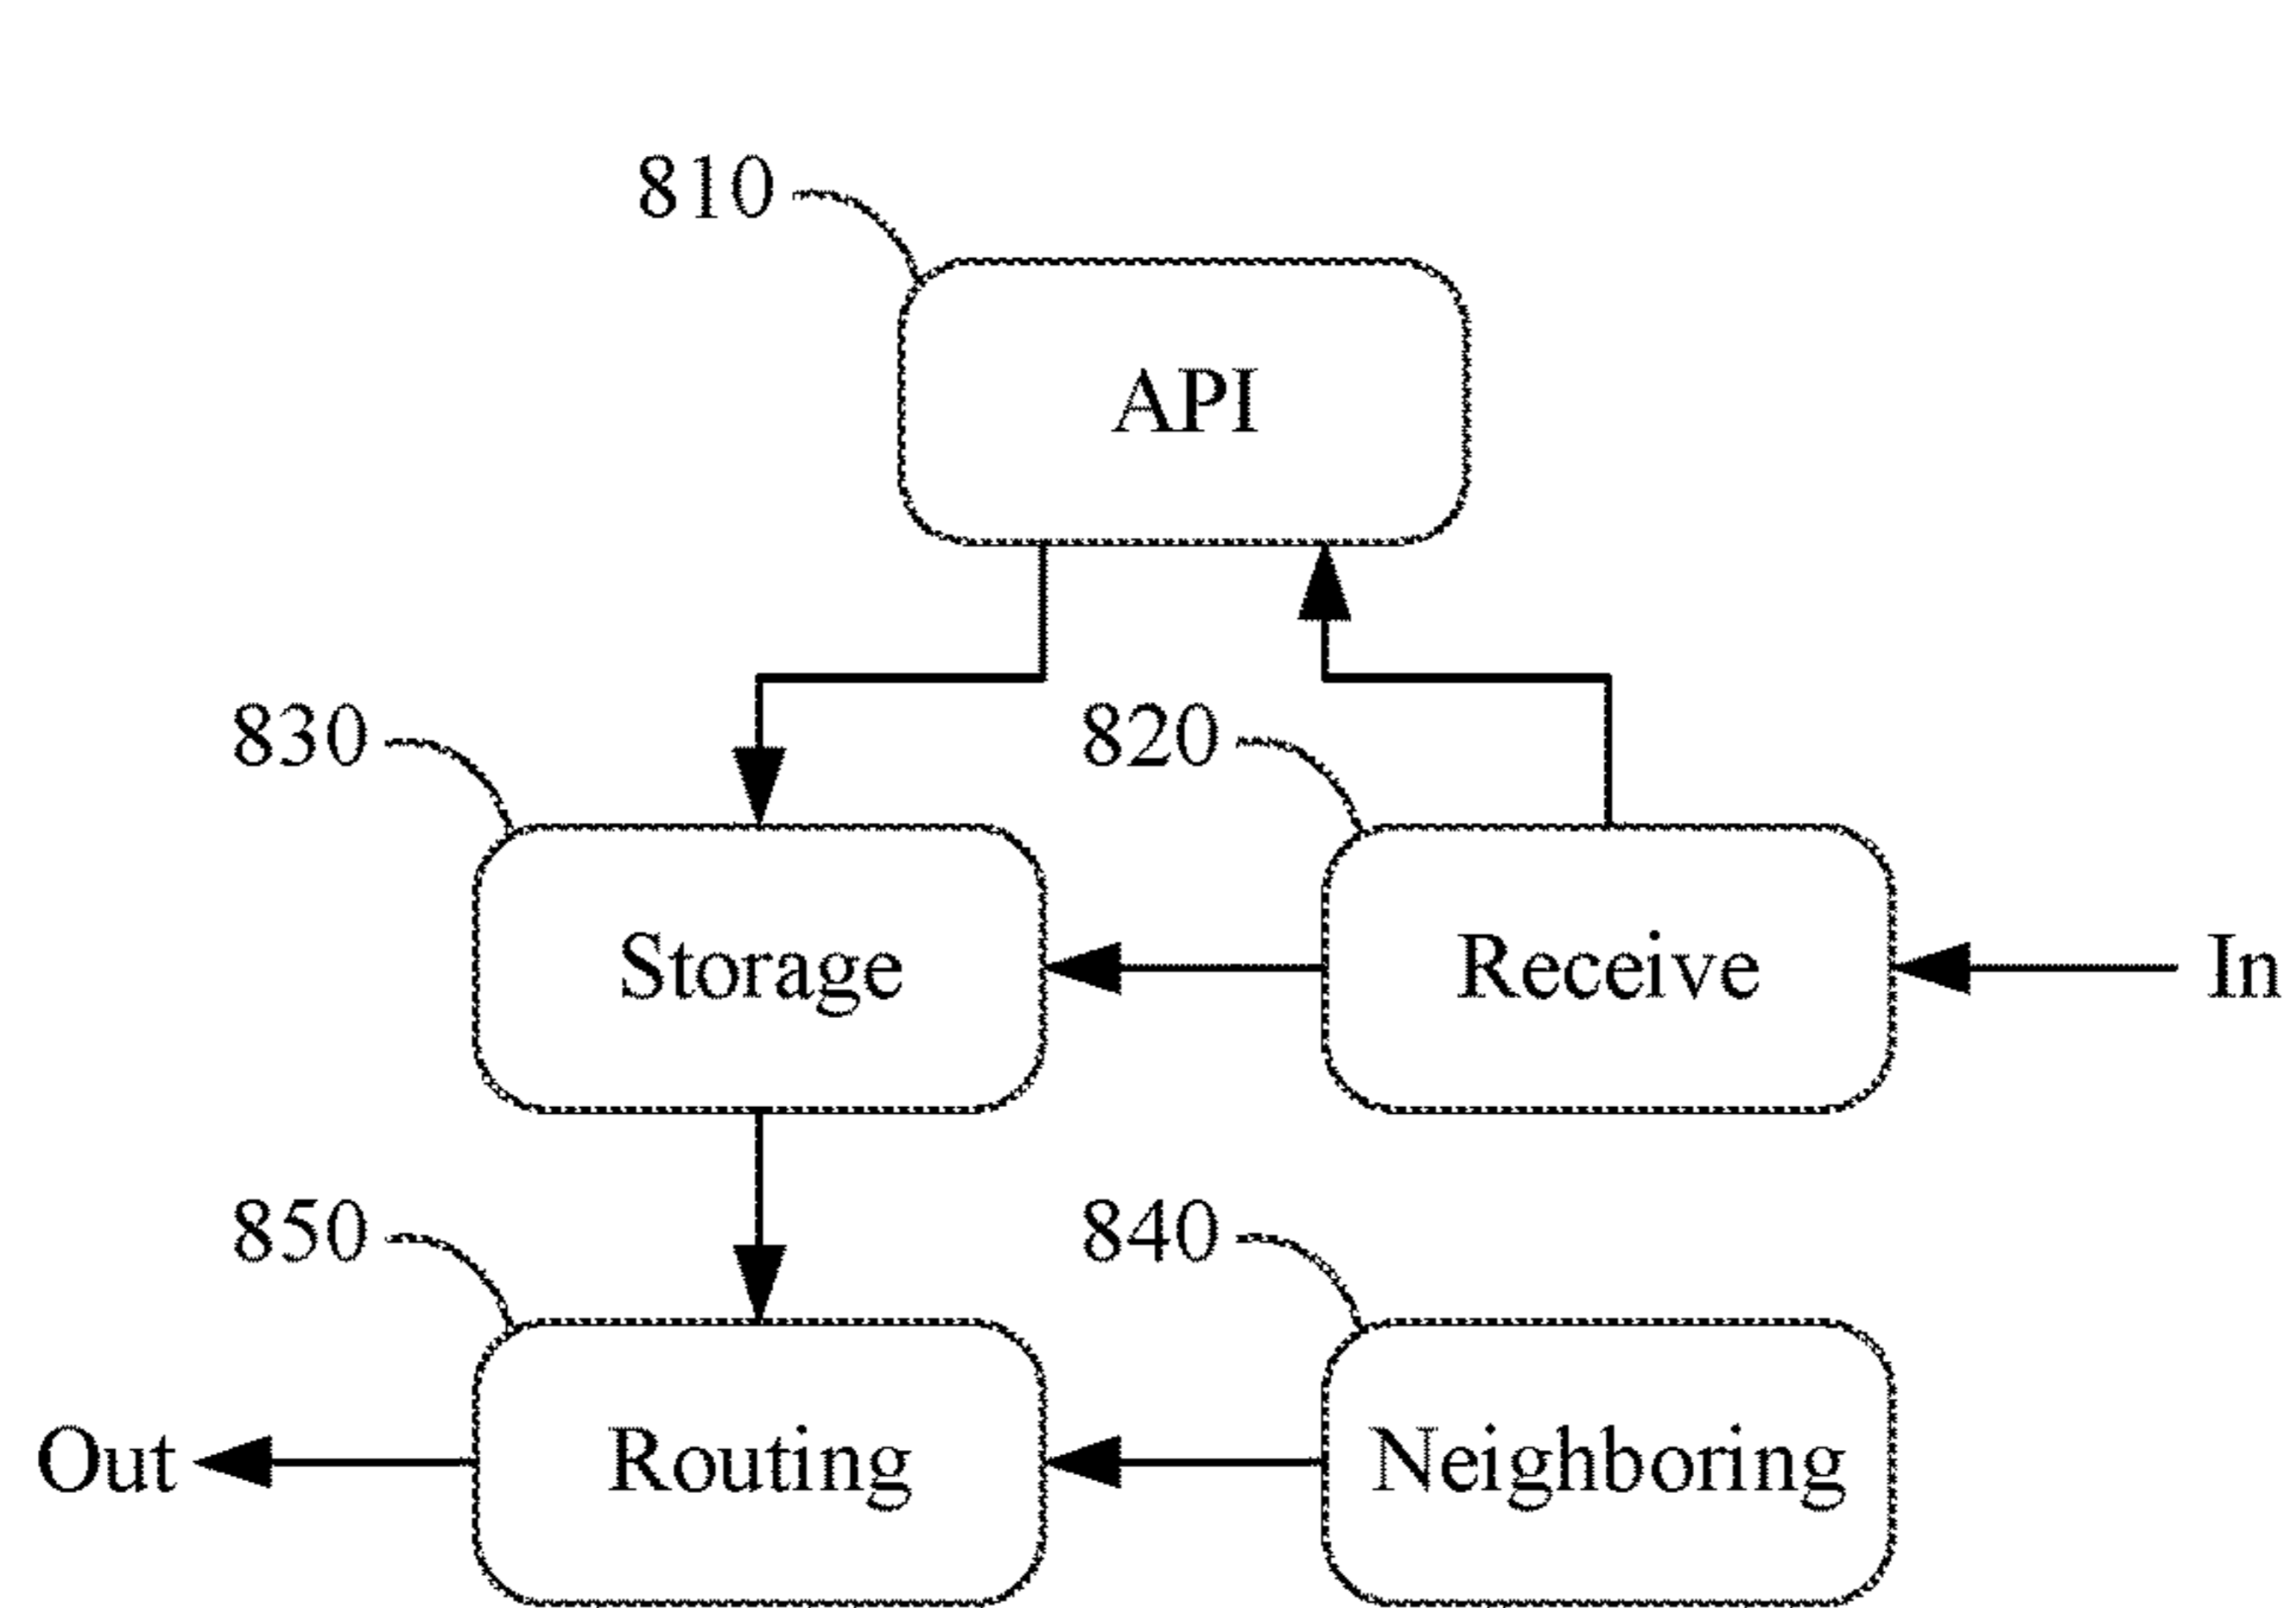 810
API
830
820
Storage
Receive
In
850
840
Out
Routing
Neighboring